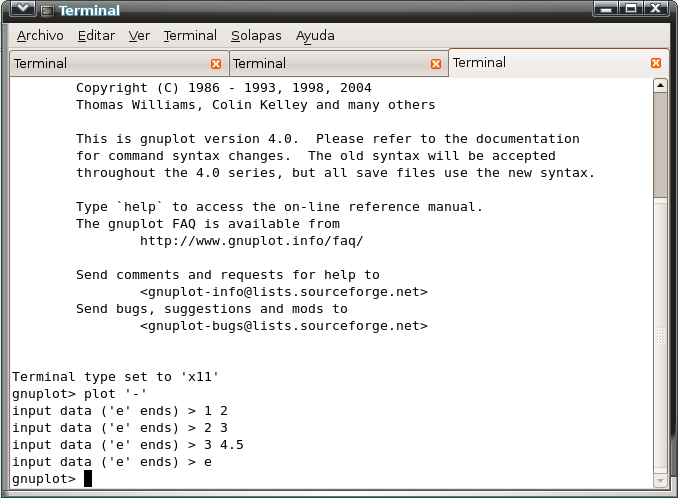 Terminal
Archivo Editar Ver Terminal Solapas Ayuda
Terminal Terminal Terminal
Copyright (C) 1986 - 1993, 1998, 2004
Thomas Williams, Colin Kelley and many others
This is gnuplot version 4.0.  Please refer to the documentation
for command syntax changes.  The old syntax will be accepted
throughout the 4.0 series, but all save files use the new syntax.
Type `help` to access the on-line reference manual.
The gnuplot FAQ is available from
http://www.gnuplot.info/faq/
Send comments and requests for help to
<gnuplot-info@lists.sourceforge.net>
Send bugs, suggestions and mods to
<gnuplot-bugs@lists.sourceforge.net>
Terminal type set to 'x11'
gnuplot> plot '-'
input data ('e' ends) > 1 2
input data ('e' ends) > 2 3
input data ('e' ends) > 3 4.5
input data ('e' ends) > e
gnuplot>